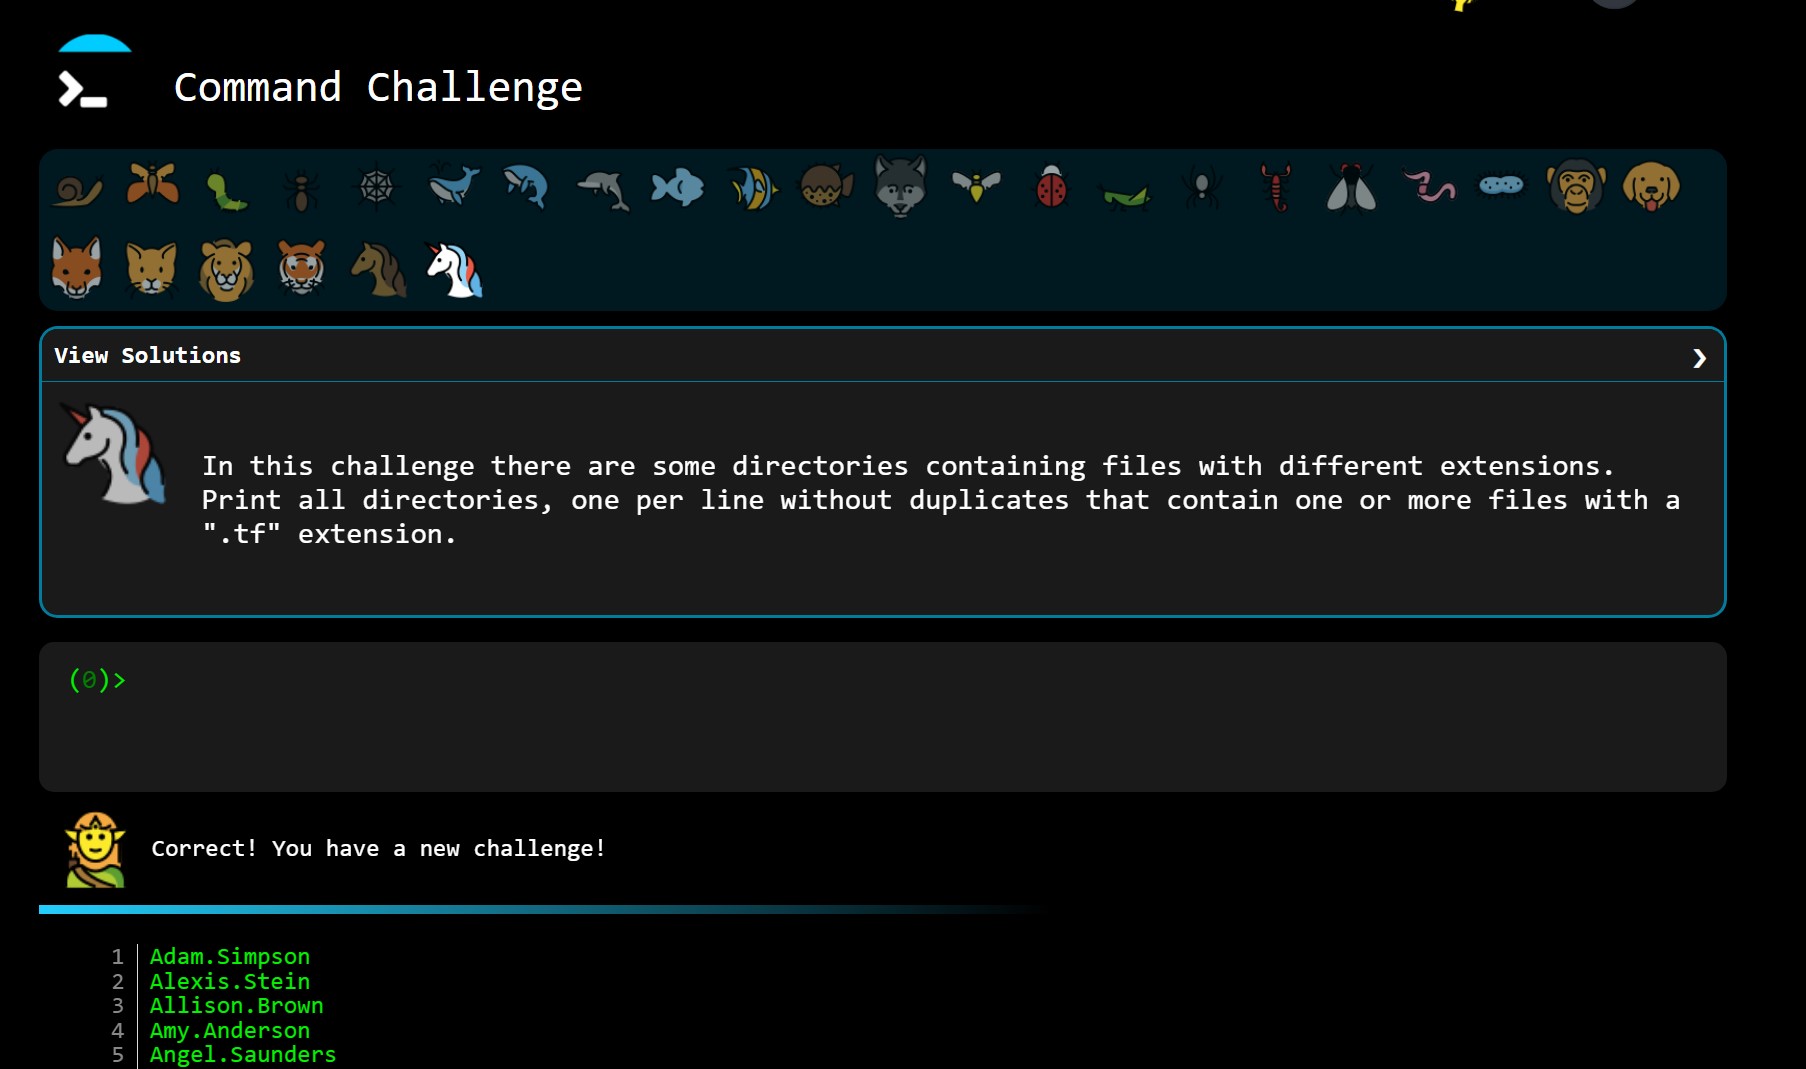 Command Challenge
View Solutions
In this challenge there are some directories containing files with different extensions.
Print all directories, one per line without duplicates that contain one or more files with a
".tf" extension.
(0)>
Correct! You have a new challenge!
1 Adam.Simpson
2 Alexis.Stein
3 Allison.Brown
4 Amy.Anderson
5 Angel.Saunders